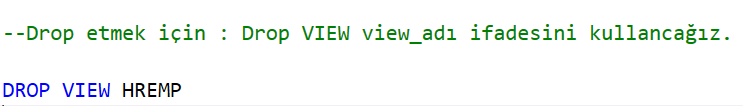 --Drop etmek için : Drop VIEW view_adı ifadesini kullancağız.
DROP VIEW HREMP